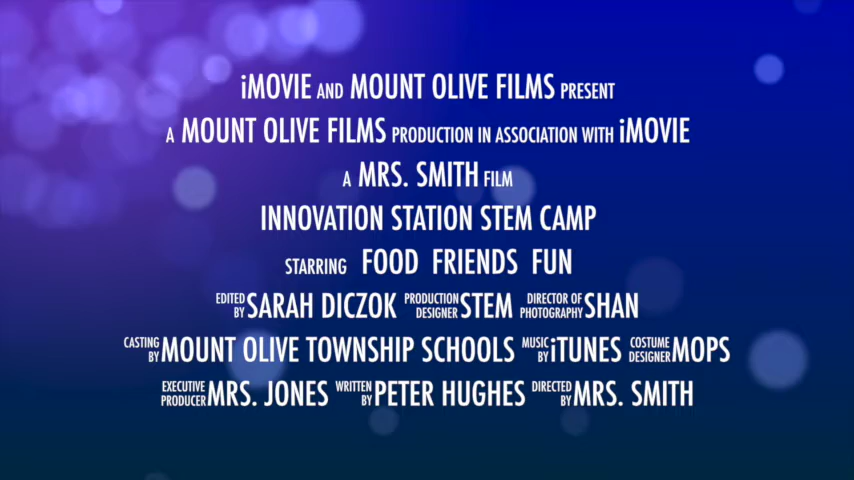 iMOVIE AND MOUNT OLIVE FILMS PRESENT
A MOUNT OLIVE FILMS PRODUCTION IN ASSOCIATION WITH iMOVIE
A MRS. SMITH FILM
INNOVATION STATION STEM CAMP
STARRING FOOD FRIENDS FUN
EDITED BY SARAH DICZOK PRODUCTION DESIGNER STEM DIRECTOR OF PHOTOGRAPHY SHAN
CASTING BY MOUNT OLIVE TOWNSHIP SCHOOLS MUSIC BY iTUNES COSTUME DESIGNER MOPS
EXECUTIVE PRODUCER MRS. JONES WRITTEN BY PETER HUGHES DIRECTED BY MRS. SMITH